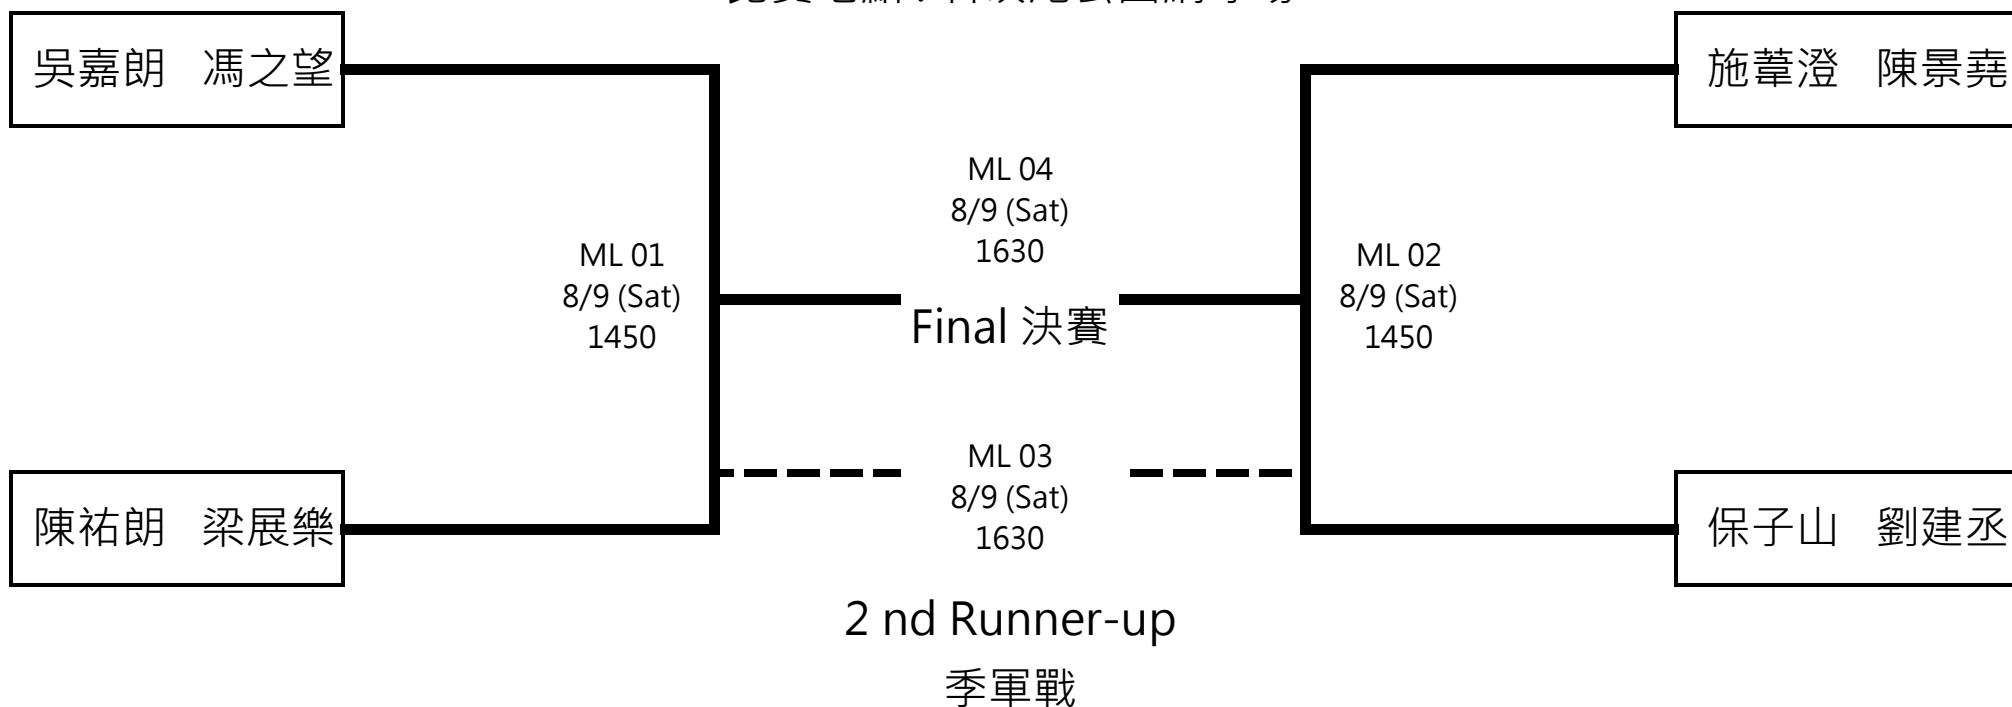 吳嘉朗 馮之望
施葦澄 陳景堯
ML 04
8/9 (Sat)
1630
ML 01
8/9 (Sat)
1450
ML 02
8/9 (Sat)
1450
Final 決賽
ML 03
8/9 (Sat)
1630
陳祐朗 梁展樂
保子山 劉建丞
2 nd Runner-up
季軍戰